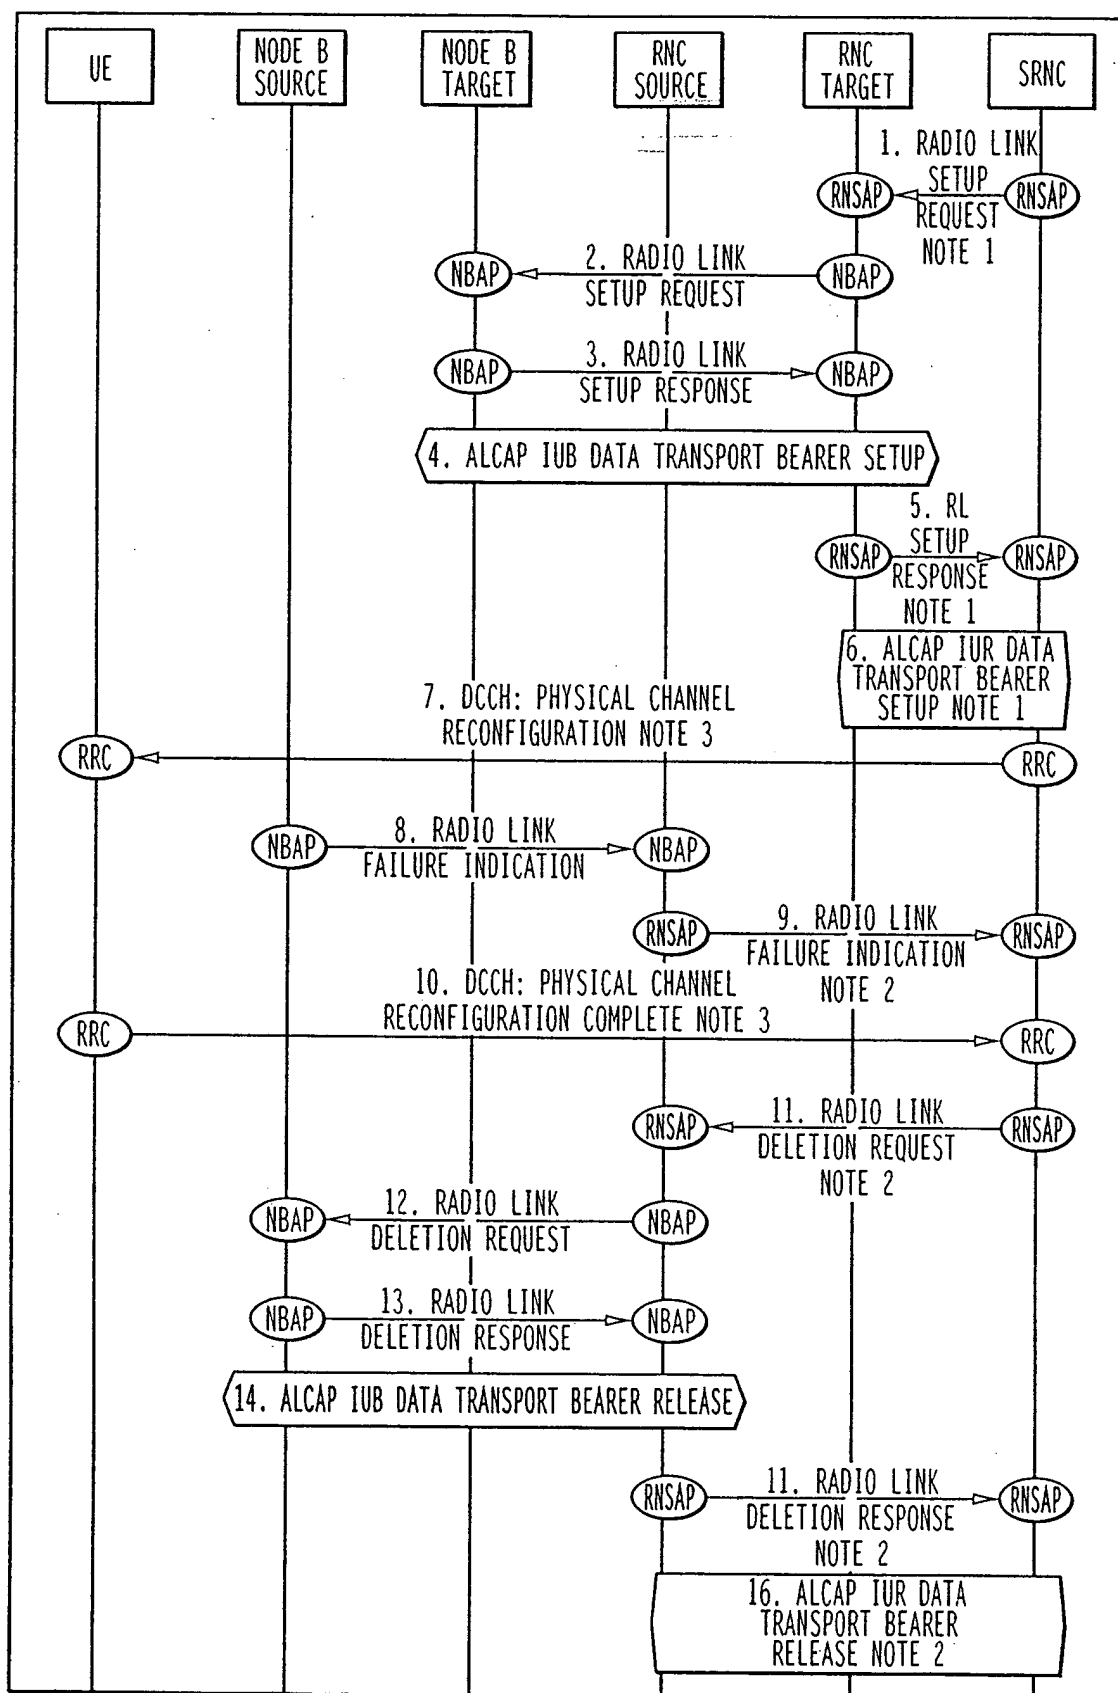 UE
NODE B
SOURCE
NODE B
TARGET
RNC
SOURCE
RNC
TARGET
SRNC
1. RADIO LINK
SETUP
REQUEST
NOTE 1
RNSAP
RNSAP
NBAP
2. RADIO LINK
SETUP REQUEST
NBAP
NBAP
3. RADIO LINK
SETUP RESPONSE
NBAP
4. ALCAP IUB DATA TRANSPORT BEARER SETUP
RNSAP
5. RL
SETUP
RESPONSE
NOTE 1
RNSAP
6. ALCAP IUR DATA
TRANSPORT BEARER
SETUP NOTE 1
7. DCCH: PHYSICAL CHANNEL
RECONFIGURATION NOTE 3
RRC
RRC
NBAP
8. RADIO LINK
FAILURE INDICATION
NBAP
RNSAP
9. RADIO LINK
FAILURE INDICATION
NOTE 2
RNSAP
10. DCCH: PHYSICAL CHANNEL
RECONFIGURATION COMPLETE NOTE 3
RRC
RRC
RNSAP
11. RADIO LINK
DELETION REQUEST
NOTE 2
RNSAP
NBAP
12. RADIO LINK
DELETION REQUEST
NBAP
NBAP
13. RADIO LINK
DELETION RESPONSE
NBAP
14. ALCAP IUB DATA TRANSPORT BEARER RELEASE
RNSAP
11. RADIO LINK
DELETION RESPONSE
NOTE 2
RNSAP
16. ALCAP IUR DATA
TRANSPORT BEARER
RELEASE NOTE 2